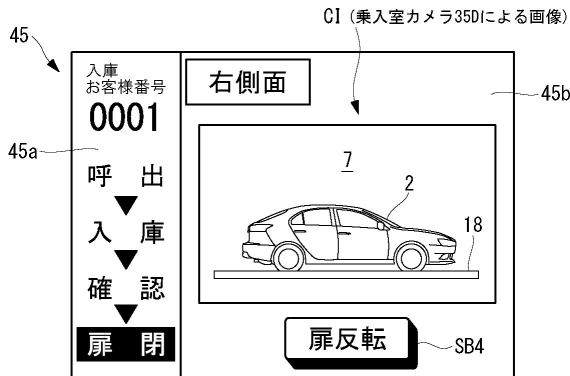 CI (乗入室カメラ35Dによる画像)
45
入庫
お客様番号
0001
右側面
45b
45a
7
2
18
呼 出
入 庫
確 認
扉 閉
扉反転
SB4